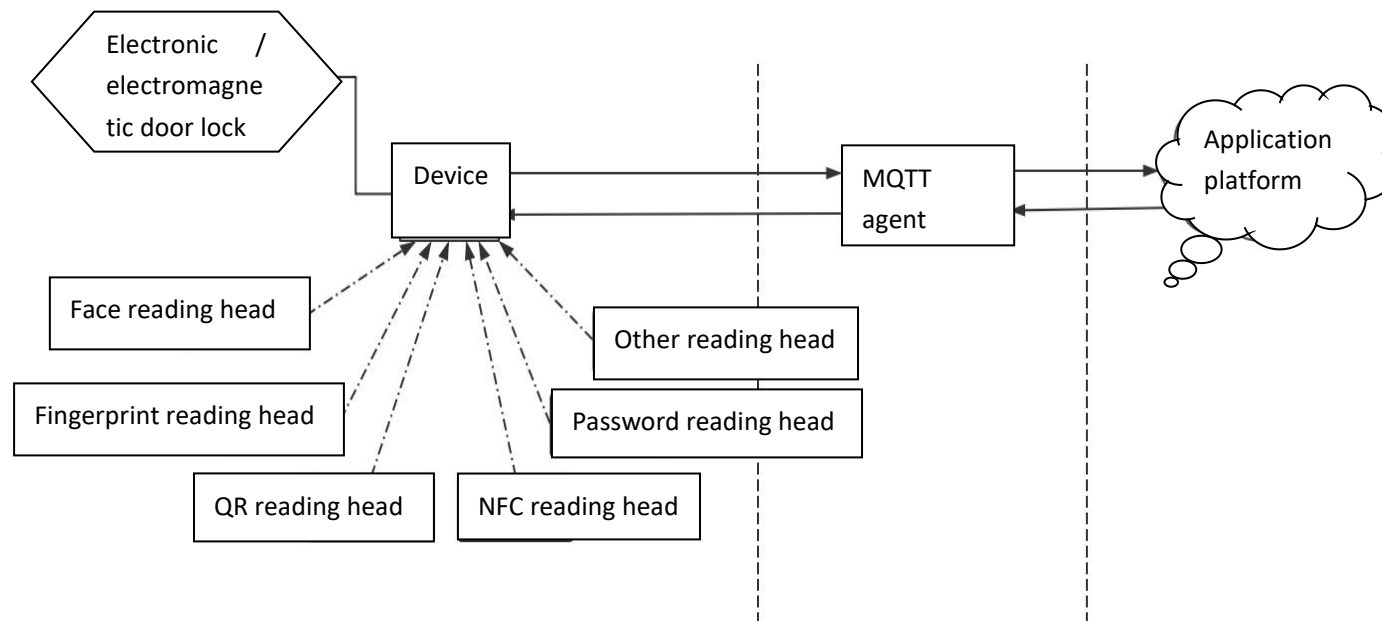 Electronic /
electromagne
tic door lock
Device
MQTT
agent
Application
platform
Face reading head
Other reading head
Fingerprint reading head
Password reading head
QR reading head
NFC reading head